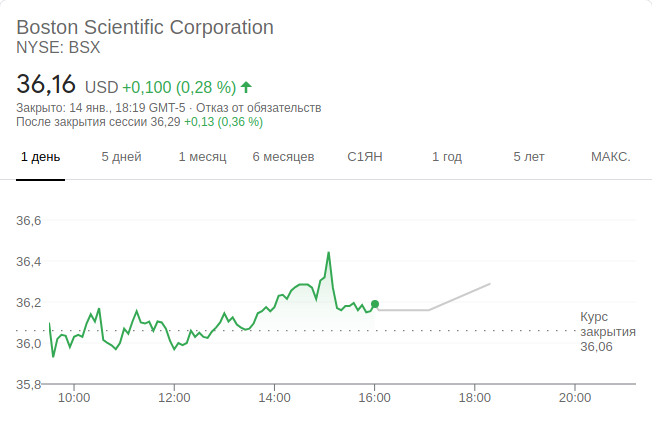 Boston Scientific Corporation
NYSE: BSX
36,16 USD +0,100 (0,28 %)
Закрыто: 14 янв., 18:19 GMT-5 · Отказ от обязательств
После закрытия сессии 36,29 +0,13 (0,36 %)
1 день 5 дней 1 месяц 6 месяцев С1ЯН 1 год 5 лет МАКС.
36,6
36,4
36,2
36,0
35,8
Курс
закрытия
36,06
10:00 12:00 14:00 16:00 18:00 20:00